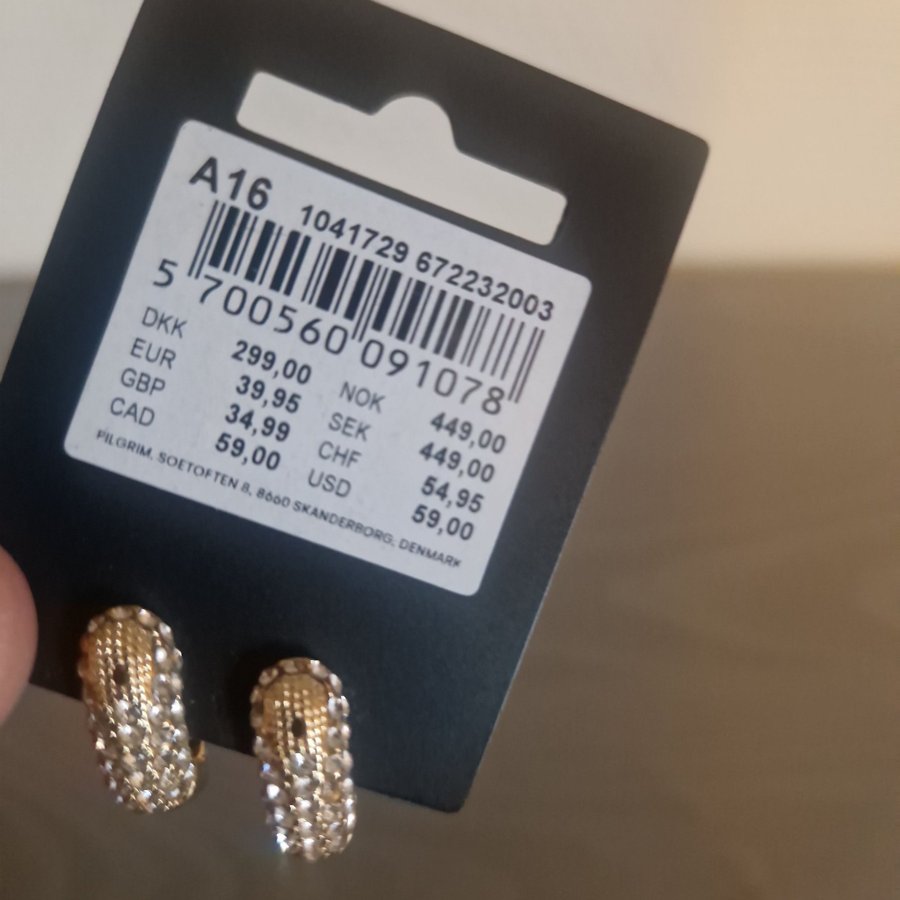 A16 1041729 672232003
5 700560 091078
DKK 299,00 NOK 449,00
EUR 39,95 SEK 449,00
GBP 34,99 CHF 54,95
CAD 59,00 USD 59,00
PILGRIM, SOETOFTEN 8, 8660 SKANDERBORG, DENMARK